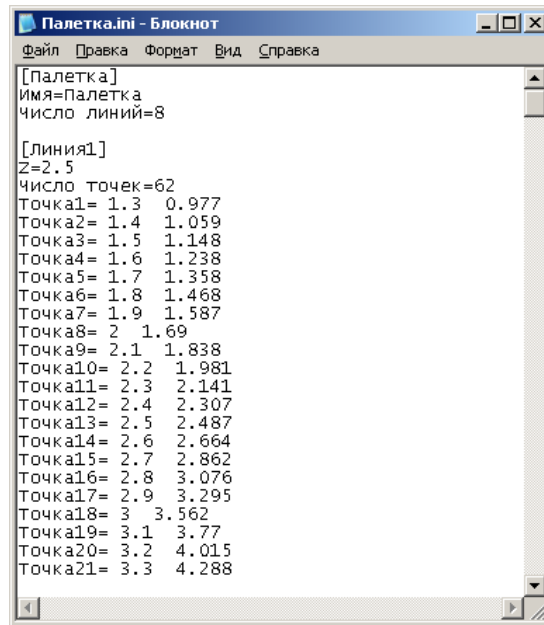 Палетка.ini - Блокнот
Файл Правка Формат Вид Справка
[Палетка]
Имя=Палетка
Число линий=8
[Линия1]
Z=2.5
Число точек=62
Точка1= 1.3 0.977
Точка2= 1.4 1.059
Точка3= 1.5 1.148
Точка4= 1.6 1.238
Точка5= 1.7 1.358
Точка6= 1.8 1.468
Точка7= 1.9 1.587
Точка8= 2 1.69
Точка9= 2.1 1.838
Точка10= 2.2 1.981
Точка11= 2.3 2.141
Точка12= 2.4 2.307
Точка13= 2.5 2.487
Точка14= 2.6 2.664
Точка15= 2.7 2.862
Точка16= 2.8 3.076
Точка17= 2.9 3.295
Точка18= 3 3.562
Точка19= 3.1 3.77
Точка20= 3.2 4.015
Точка21= 3.3 4.288